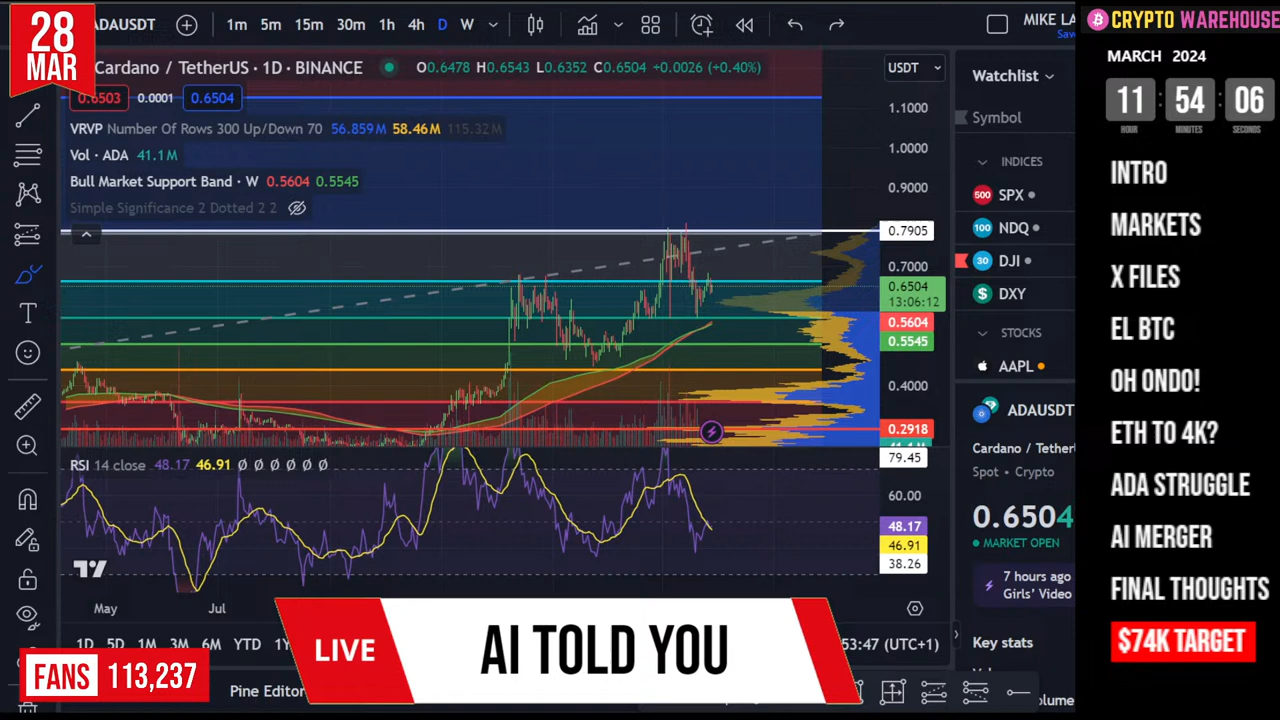 28
MAR
ADAUSDT
1m 5m 15m 30m 1h 4h D W
MIKE LA
Sav
Cardano / TetherUS · 1D · BINANCE
O0.6478 H0.6543 L0.6352 C0.6504 +0.0026 (+0.40%)
USDT
0.6503 0.0001 0.6504
VRVP Number Of Rows 300 Up/Down 70 56.859M 58.46M 115.32M
Vol · ADA 41.1M
Bull Market Support Band · W 0.5604 0.5545
Simple Significance 2 Dotted 2 2
1.1000
1.0000
0.9000
0.7905
0.7000
0.6504
13:06:12
0.5604
0.5545
0.4000
0.2918
RSI 14 close 48.17 46.91 Ø Ø Ø Ø Ø Ø
79.45
60.00
48.17
46.91
38.26
May Jul
1D 5D 1M 3M 6M YTD 1Y
53:47 (UTC+1)
Pine Editor
FANS 113,237
LIVE
AI TOLD YOU
Watchlist
Symbol
INDICES
500 SPX
100 NDQ
30 DJI
$ DXY
STOCKS
AAPL
ADAUSDT
Cardano / Tether
Spot • Crypto
0.6504
MARKET OPEN
7 hours ago
Girls' Video
Key stats
olume
CRYPTO WAREHOUSE
MARCH 2024
11 : 54 : 06
HOUR MINUTES SECONDS
INTRO
MARKETS
X FILES
EL BTC
OH ONDO!
ETH TO 4K?
ADA STRUGGLE
AI MERGER
FINAL THOUGHTS
$74K TARGET